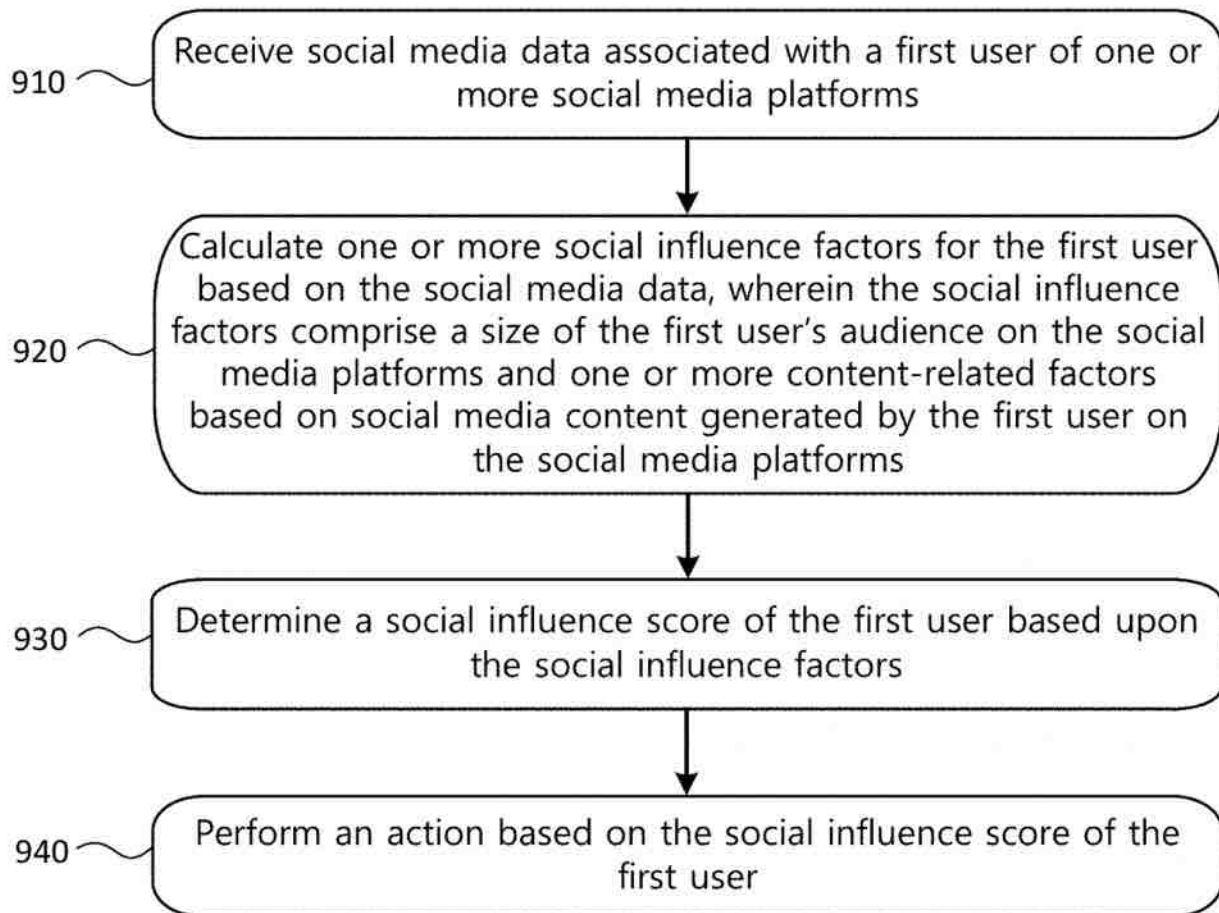 910
Receive social media data associated with a first user of one or
more social media platforms
Calculate one or more social influence factors for the first user
based on the social media data, wherein the social influence
factors comprise a size of the first user's audience on the social
920
media platforms and one or more content-related factors
based on social media content generated by the first user on
the social media platforms
930
Determine a social influence score of the first user based upon
the social influence factors
940
Perform an action based on the social influence score of the
first user